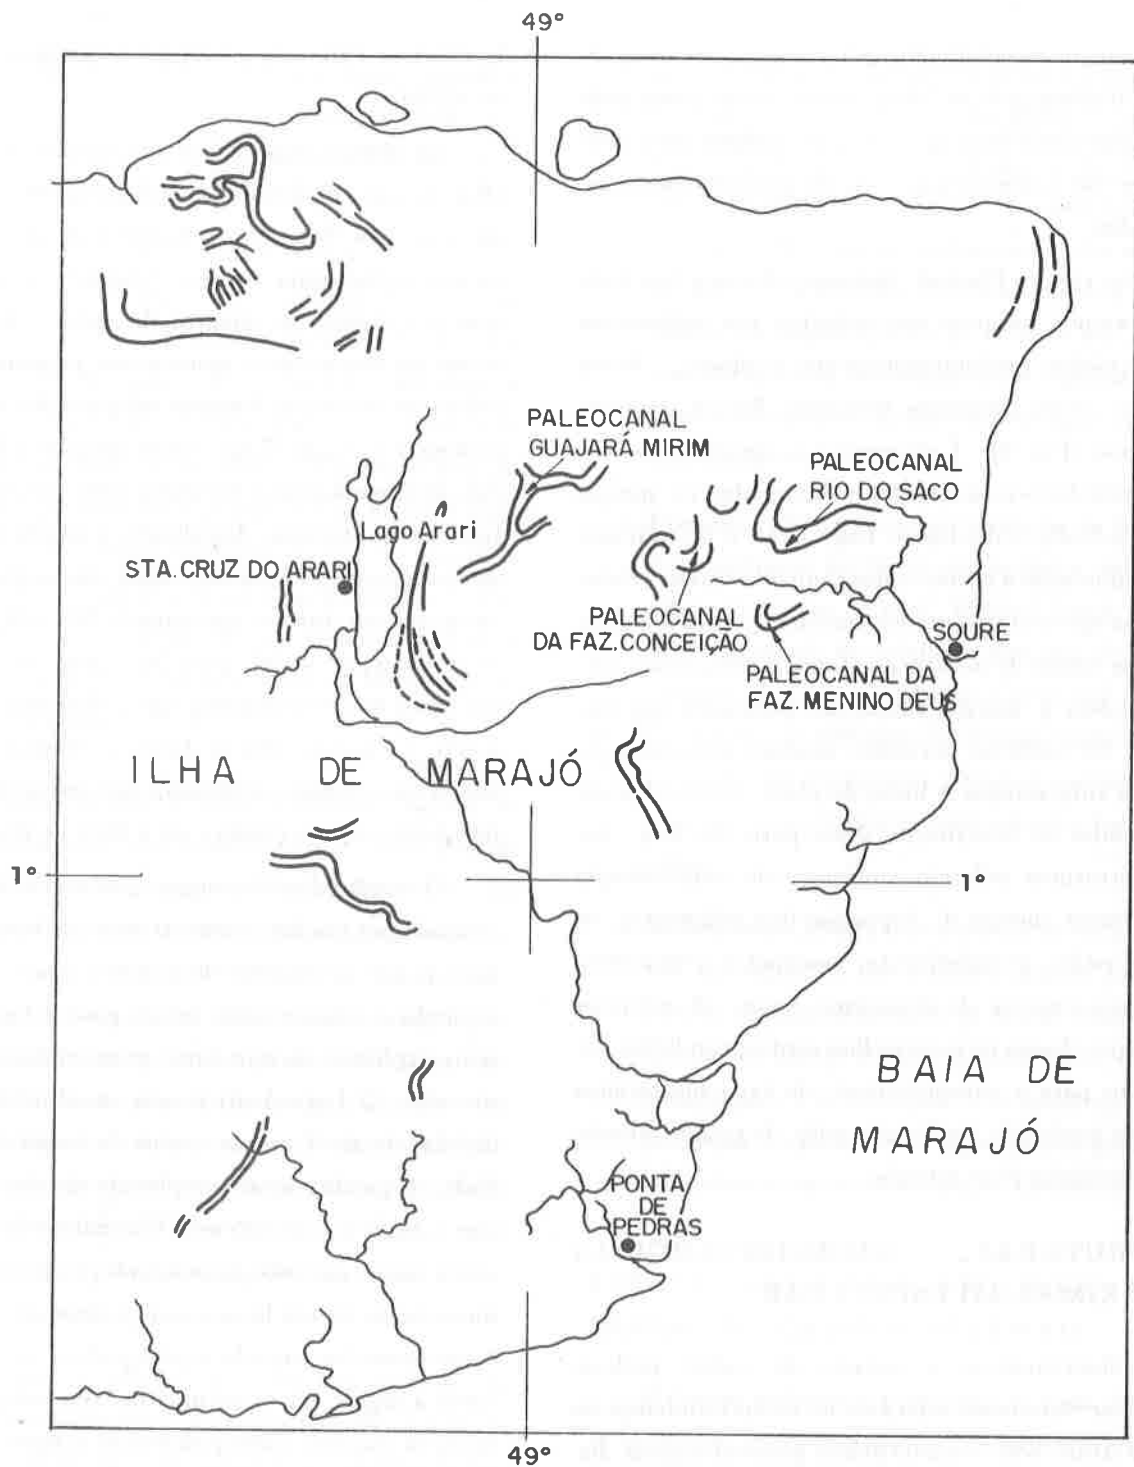 49°
PALEOCANAL
GUAJARÁ MIRIM
PALEOCANAL
RIO DO SACO
Lago Arari
STA. CRUZ DO ARARI
PALEOCANAL
DA FAZ. CONCEIÇÃO
SOURE
PALEOCANAL DA
FAZ. MENINO DEUS
ILHA DE MARAJÓ
1°
1°
BAIA DE
MARAJÓ
PONTA
DE
PEDRAS
49°